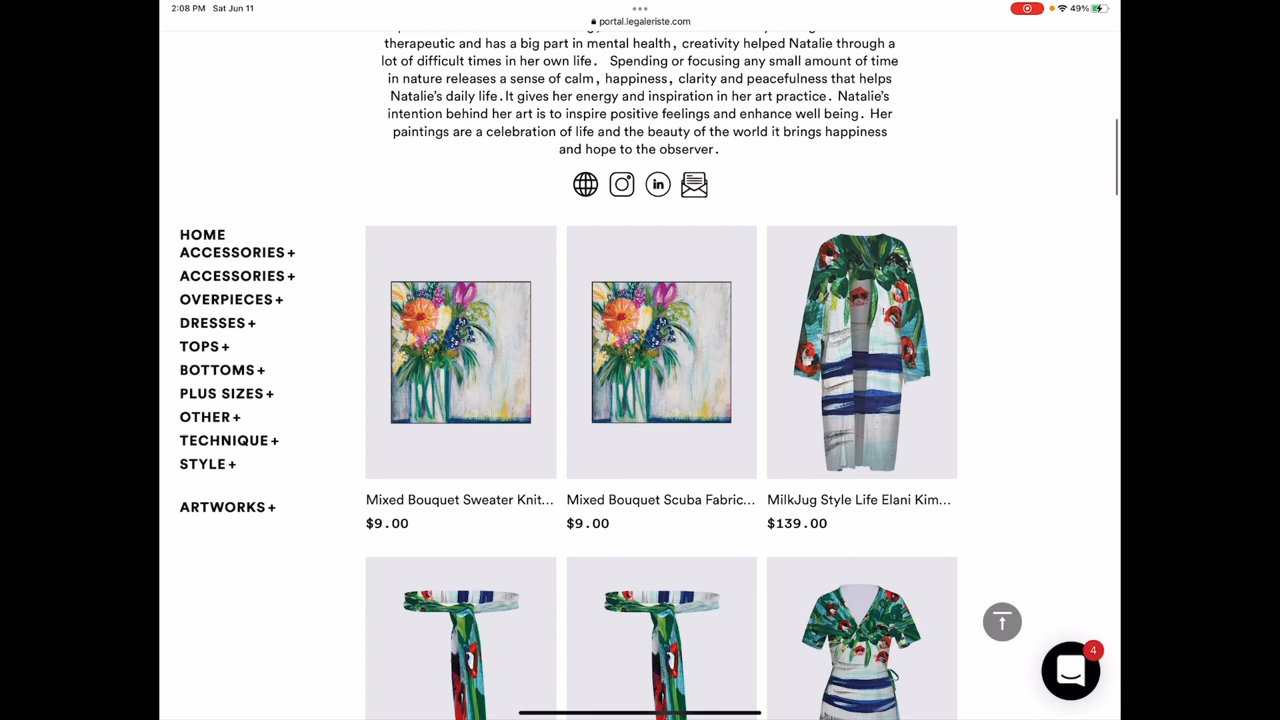 2:08 PM Sat Jun 11
49%
portal.legaleriste.com
therapeutic and has a big part in mental health, creativity helped Natalie through a
lot of difficult times in her own life. Spending or focusing any small amount of time
in nature releases a sense of calm, happiness, clarity and peacefulness that helps
Natalie's daily life.It gives her energy and inspiration in her art practice. Natalie's
intention behind her art is to inspire positive feelings and enhance well being. Her
paintings are a celebration of life and the beauty of the world it brings happiness
and hope to the observer.
in
HOME
ACCESSORIES+
ACCESSORIES+
OVERPIECES+
DRESSES+
TOPS+
BOTTOMS+
PLUS SIZES+
OTHER+
TECHNIQUE+
STYLE+
ARTWORKS+
Mixed Bouquet Sweater Knit...
$9.00
Mixed Bouquet Scuba Fabric...
$9.00
MilkJug Style Life Elani Kim...
$139.00
4